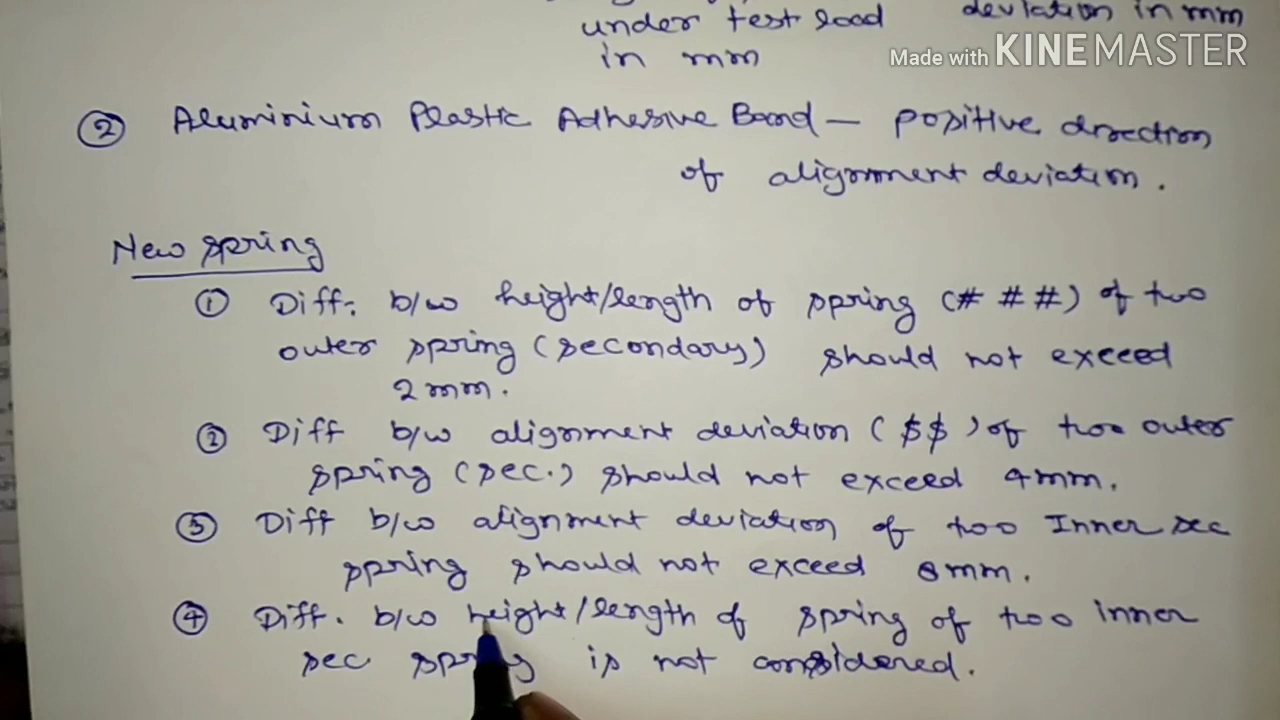 under test load deviation in mm
in mm
Made with KINEMASTER
② Aluminium Plastic Adhesive Band — positive direction
of alignment deviation.
New spring
① Diff: b/w height/length of spring (# # #) of two
outer spring (secondary) should not exceed
2 mm.
② Diff b/w alignment deviation ($$) of two outer
spring (sec.) should not exceed 4mm.
③ Diff b/w alignment deviation of two Inner sec
spring should not exceed 8mm.
④ Diff. b/w height/length of spring of two inner
sec spring is not considered.